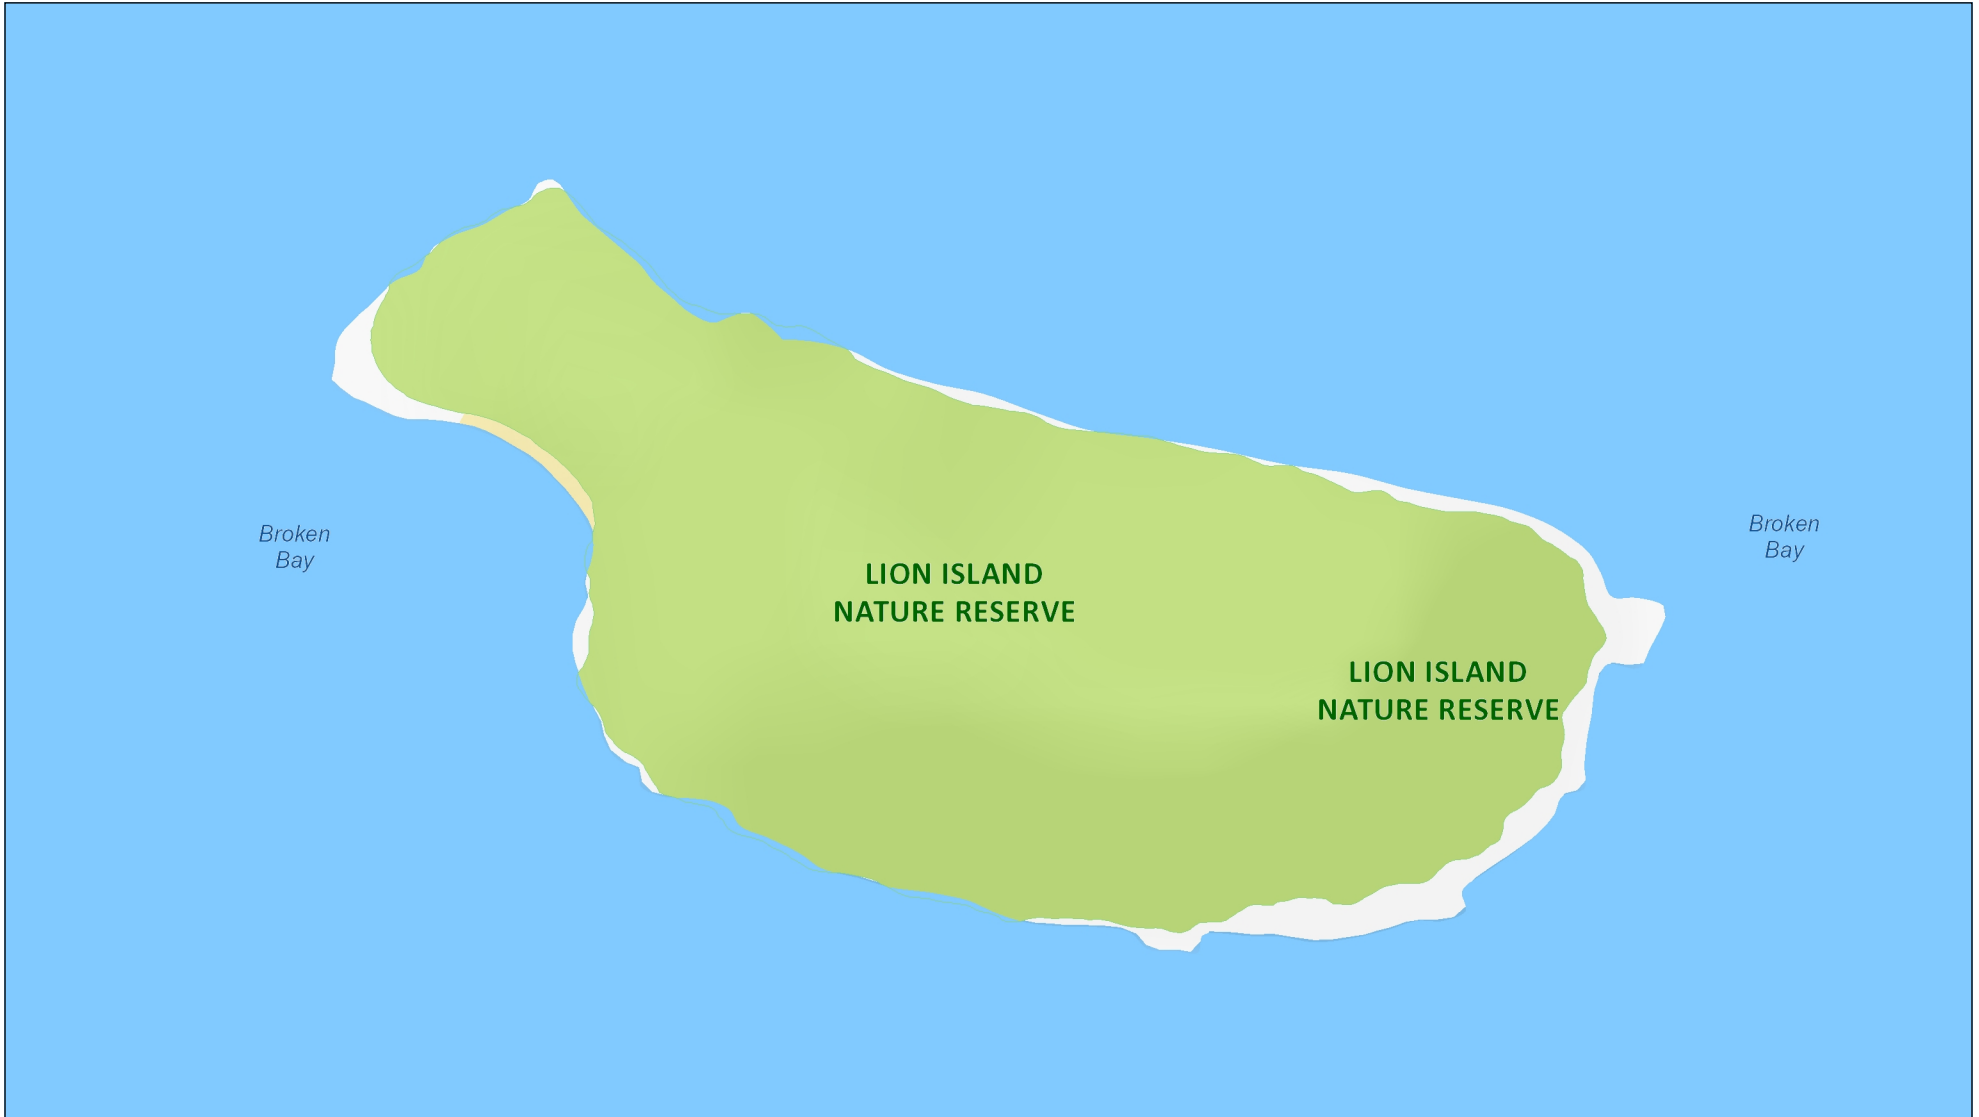 Broken
Bay
LION ISLAND
NATURE RESERVE
LION ISLAND
NATURE RESERVE
Broken
Bay